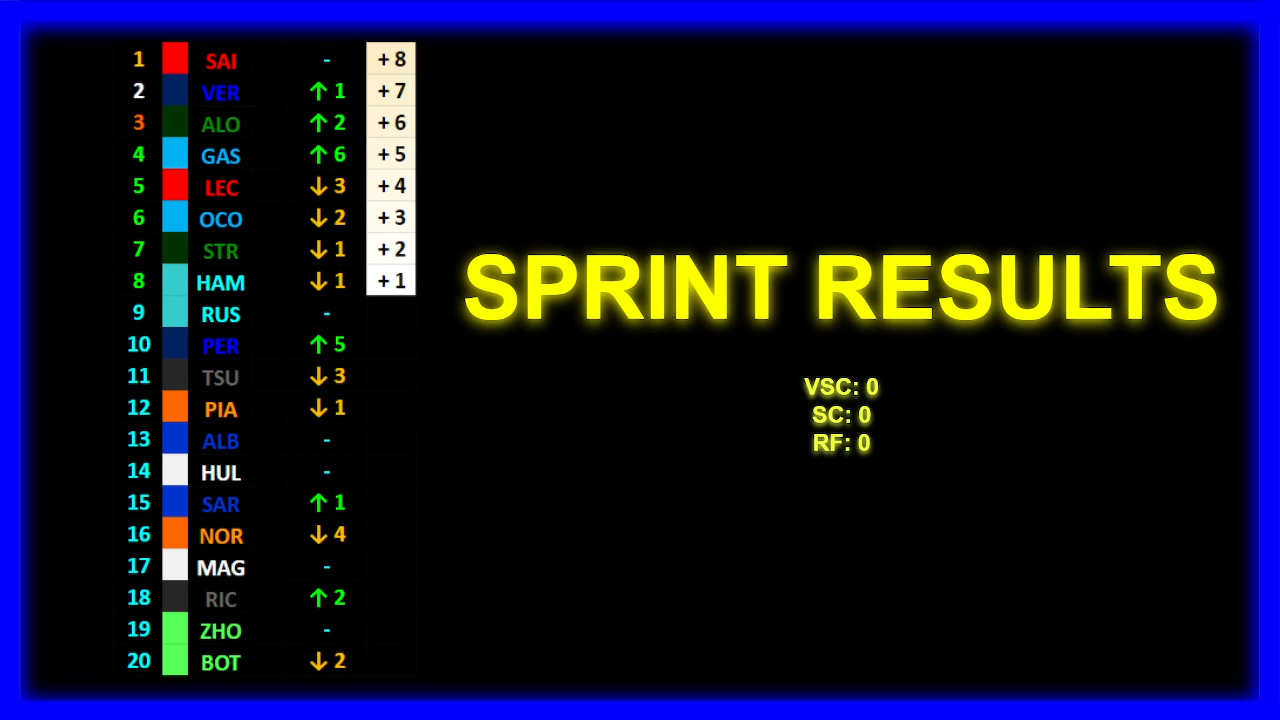 1 SAI - + 8
2 VER ↑ 1 + 7
3 ALO ↑ 2 + 6
4 GAS ↑ 6 + 5
5 LEC ↓ 3 + 4
6 OCO ↓ 2 + 3
7 STR ↓ 1 + 2
8 HAM ↓ 1 + 1
9 RUS -
10 PER ↑ 5
11 TSU ↓ 3
12 PIA ↓ 1
13 ALB -
14 HUL -
15 SAR ↑ 1
16 NOR ↓ 4
17 MAG -
18 RIC ↑ 2
19 ZHO -
20 BOT ↓ 2
SPRINT RESULTS
VSC: 0
SC: 0
RF: 0